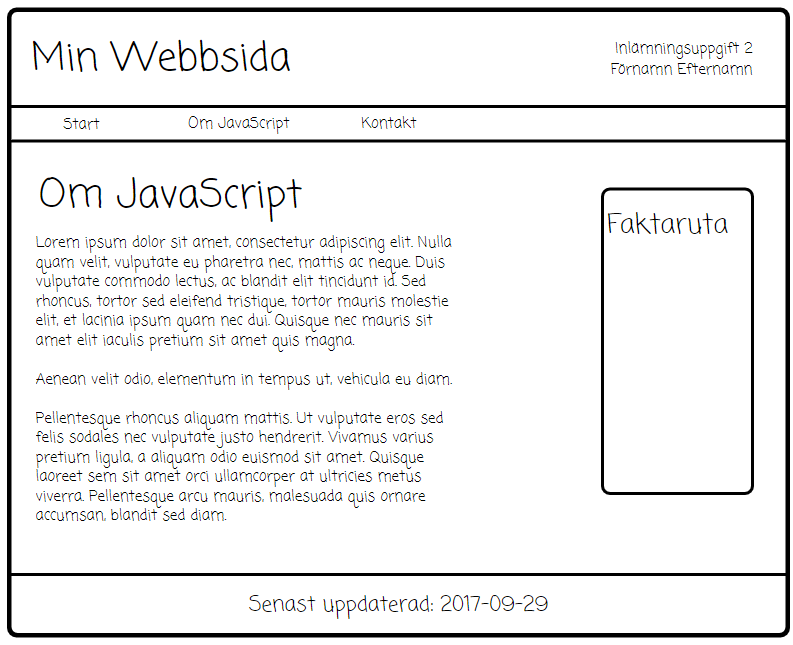 Min Webbsida
Inlämningsuppgift 2
Förnamn Efternamn
Start
Om JavaScript
Kontakt
Om JavaScript
Lorem ipsum dolor sit amet, consectetur adipiscing elit. Nulla
quam velit, vulputate eu pharetra nec, mattis ac neque. Duis
vulputate commodo lectus, ac blandit elit tincidunt id. Sed
rhoncus, tortor sed eleifend tristique, tortor mauris molestie
elit, et lacinia ipsum quam nec dui. Quisque nec mauris sit
amet elit iaculis pretium sit amet quis magna.
Aenean velit odio, elementum in tempus ut, vehicula eu diam.
Pellentesque rhoncus aliquam mattis. Ut vulputate eros sed
felis sodales nec vulputate justo hendrerit. Vivamus varius
pretium ligula, a aliquam odio euismod sit amet. Quisque
laoreet sem sit amet orci ullamcorper at ultricies metus
viverra. Pellentesque arcu mauris, malesuada quis ornare
accumsan, blandit sed diam.
Faktaruta
Senast uppdaterad: 2017-09-29